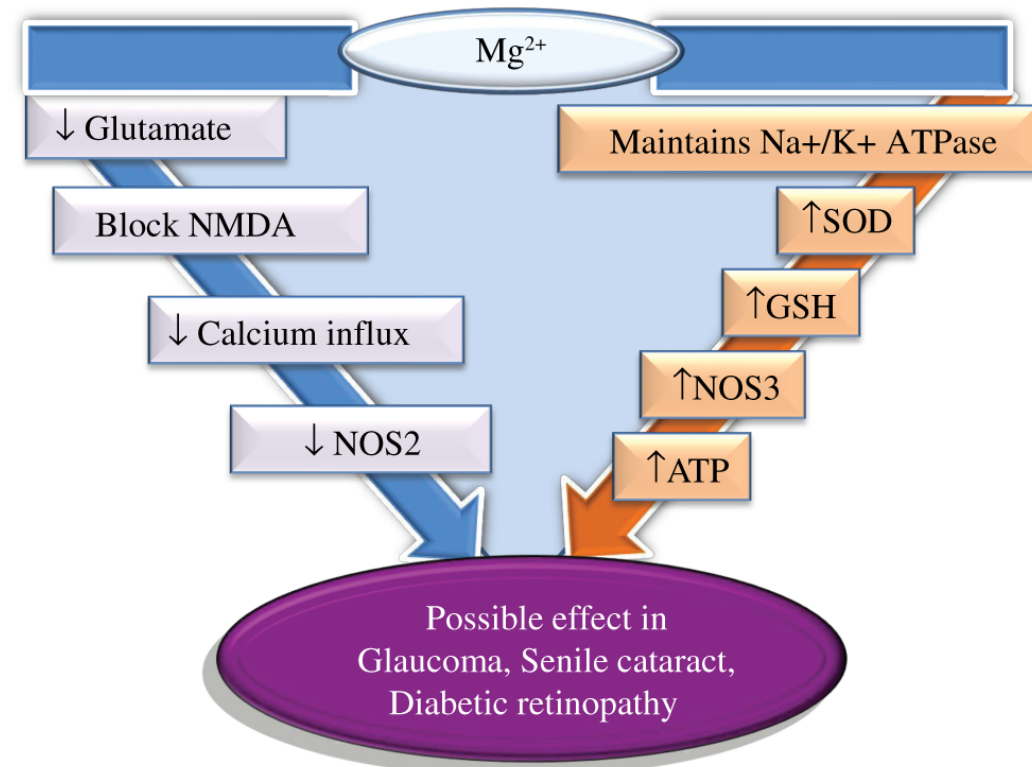 Mg²⁺
↓ Glutamate
Block NMDA
↓ Calcium influx
↓ NOS2
Maintains Na+/K+ ATPase
↑SOD
↑GSH
↑NOS3
↑ATP
Possible effect in
Glaucoma, Senile cataract,
Diabetic retinopathy